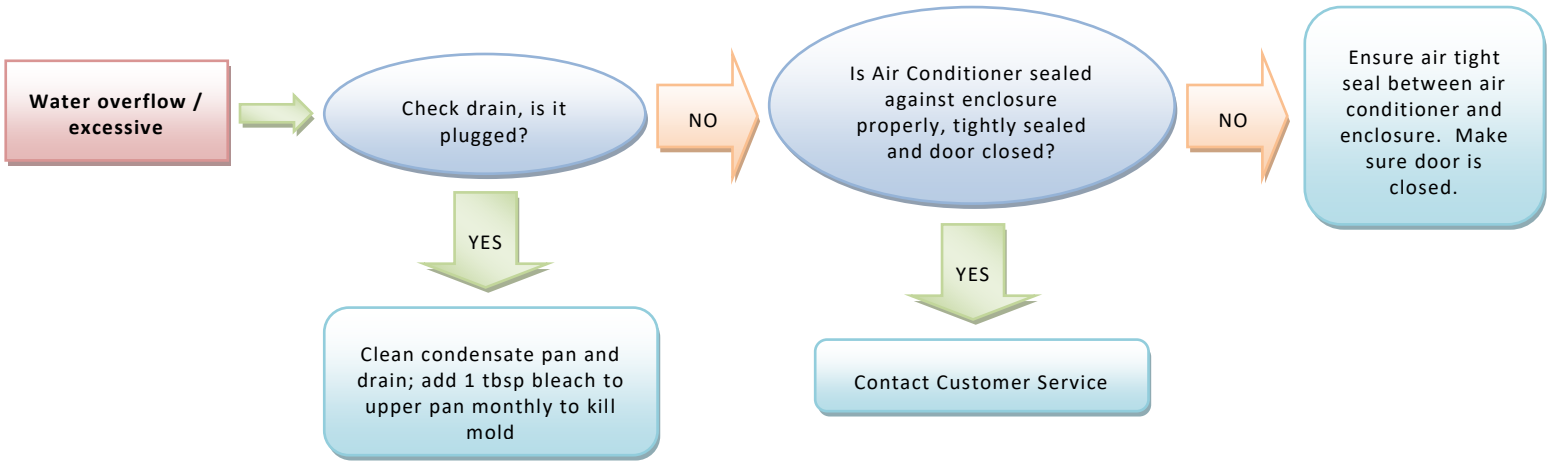 Water overflow /
excessive
Check drain, is it
plugged?
NO
Is Air Conditioner sealed
against enclosure
properly, tightly sealed
and door closed?
NO
Ensure air tight
seal between air
conditioner and
enclosure.  Make
sure door is
closed.
YES
Clean condensate pan and
drain; add 1 tbsp bleach to
upper pan monthly to kill
mold
YES
Contact Customer Service